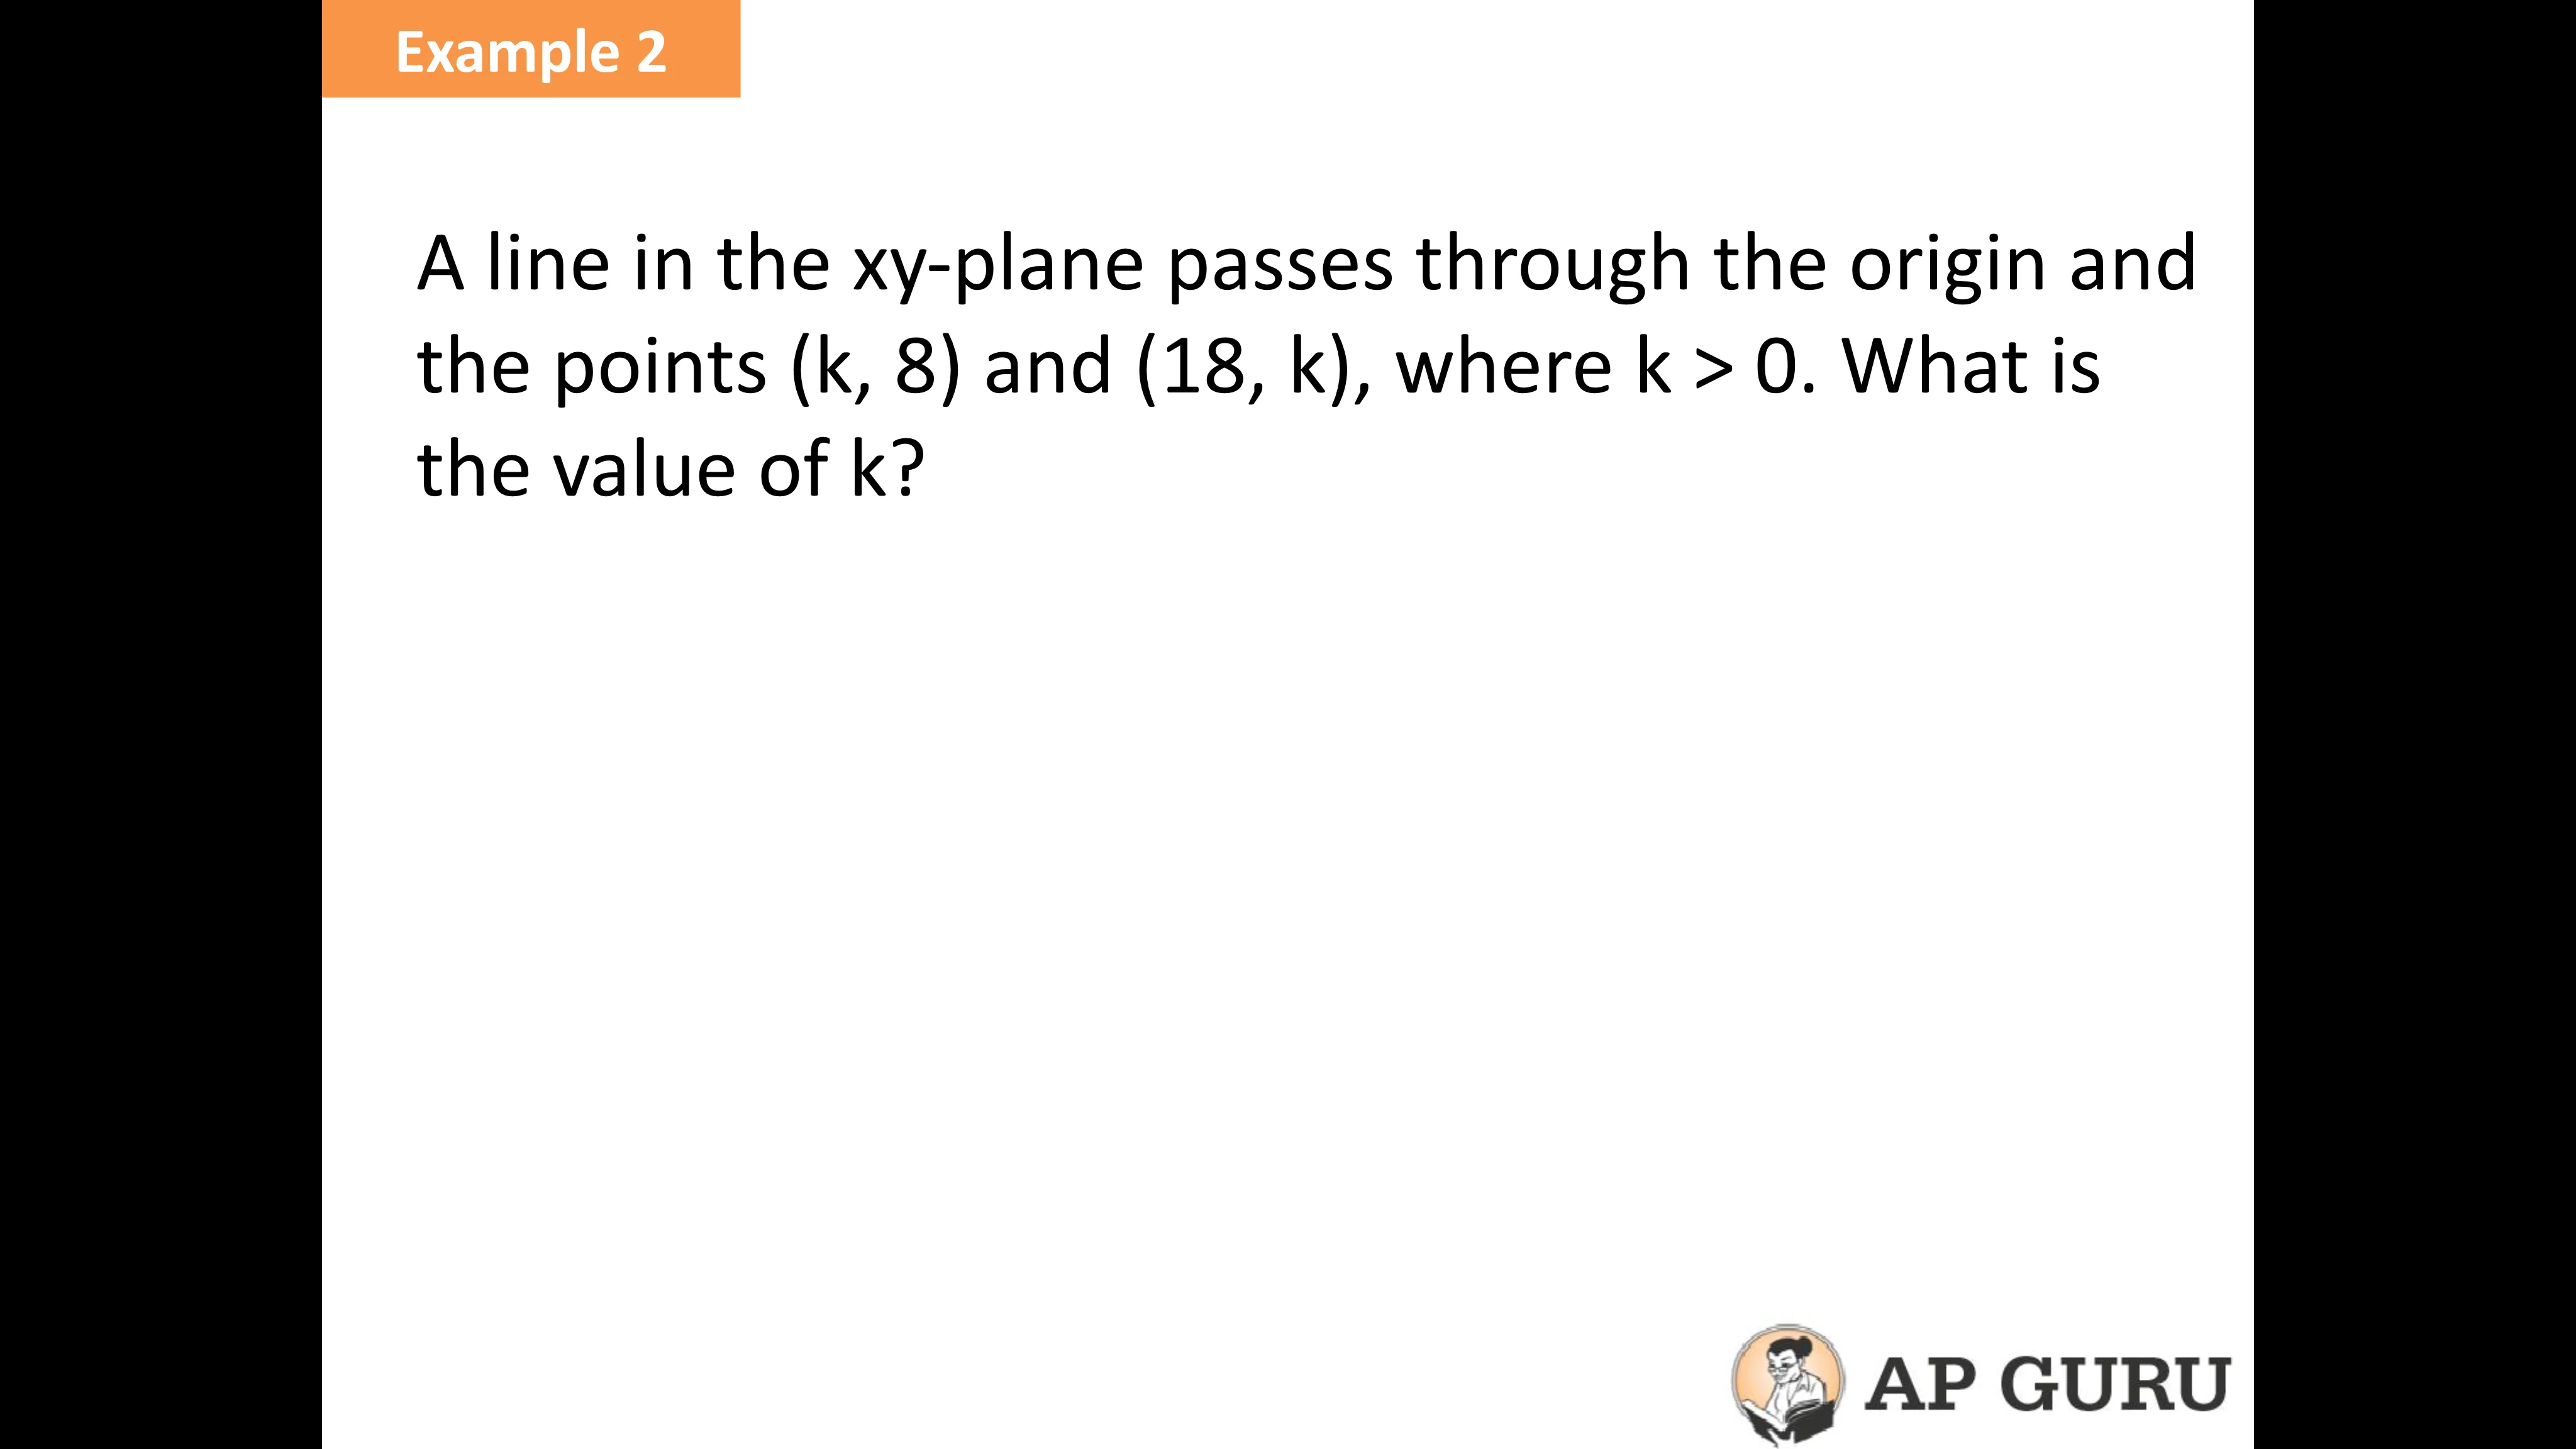 Example 2
A line in the xy-plane passes through the origin and
the points (k, 8) and (18, k), where k > 0. What is
the value of k?
AP GURU